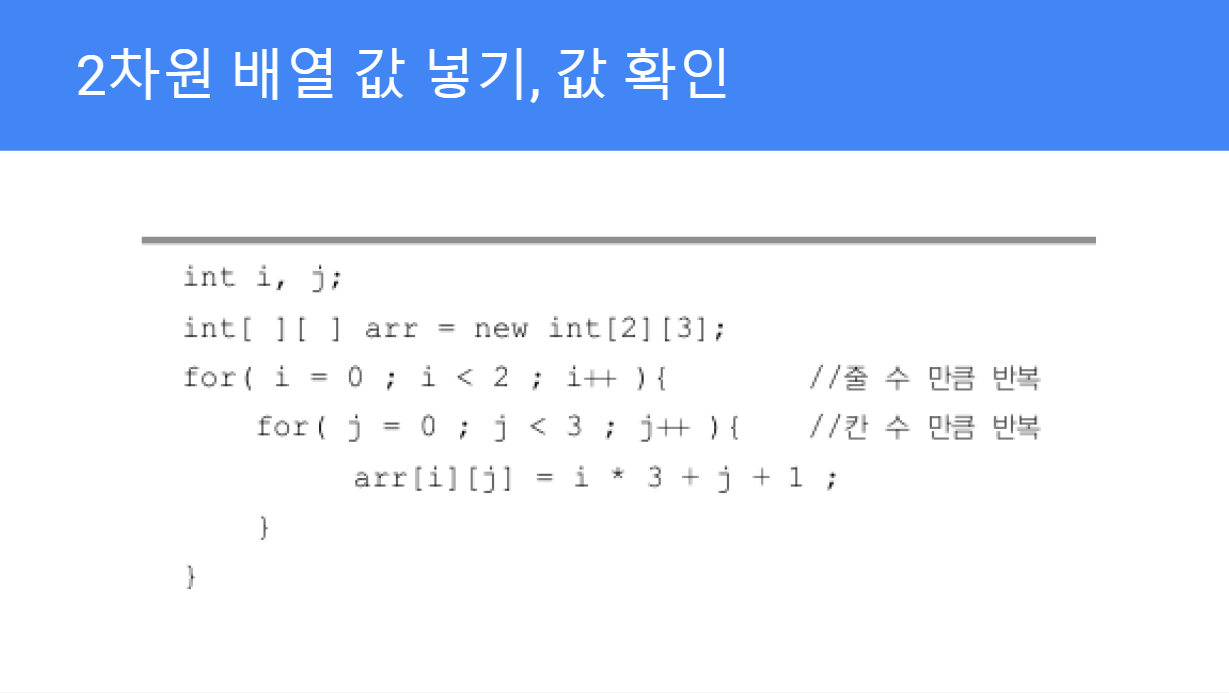 2차원 배열 값 넣기, 값 확인
int i, j;
int[ ][ ] arr = new int[2][3];
for( i = 0 ; i < 2 ; i++ ){ //줄 수 만큼 반복
for( j = 0 ; j < 3 ; j++ ){ //칸 수 만큼 반복
arr[i][j] = i * 3 + j + 1 ;
}
}